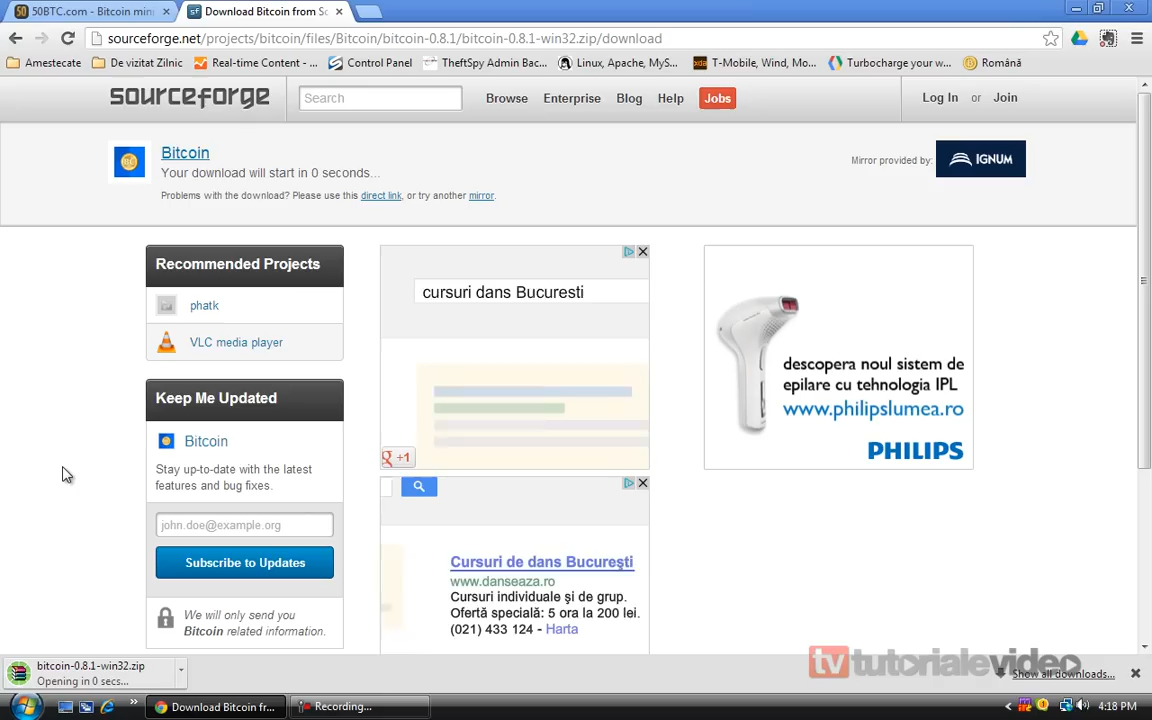 50BTC.com - Bitcoin mini
Download Bitcoin from So
sourceforge.net/projects/bitcoin/files/Bitcoin/bitcoin-0.8.1/bitcoin-0.8.1-win32.zip/download
Amestecate
De vizitat Zilnic
Real-time Content - ...
Control Panel
TheftSpy Admin Bac...
Linux, Apache, MyS...
T-Mobile, Wind, Mo...
Turbocharge your w...
Română
sourceforge
Search
Browse
Enterprise
Blog
Help
Jobs
Log In or Join
Bitcoin
Your download will start in 0 seconds...
Problems with the download? Please use this direct link, or try another mirror.
Mirror provided by:
IGNUM
Recommended Projects
phatk
VLC media player
Keep Me Updated
Bitcoin
Stay up-to-date with the latest
features and bug fixes.
john.doe@example.org
Subscribe to Updates
We will only send you
Bitcoin related information.
cursuri dans Bucuresti
g +1
Cursuri de dans Bucureşti
www.danseaza.ro
Cursuri individuale şi de grup.
Ofertă specială: 5 ora la 200 lei.
(021) 433 124 - Harta
descopera noul sistem de
epilare cu tehnologia IPL
www.philipslumea.ro
PHILIPS
bitcoin-0.8.1-win32.zip
Opening in 0 secs...
tvtutorialevideo
Show all downloads...
Download Bitcoin fr...
Recording...
4:18 PM